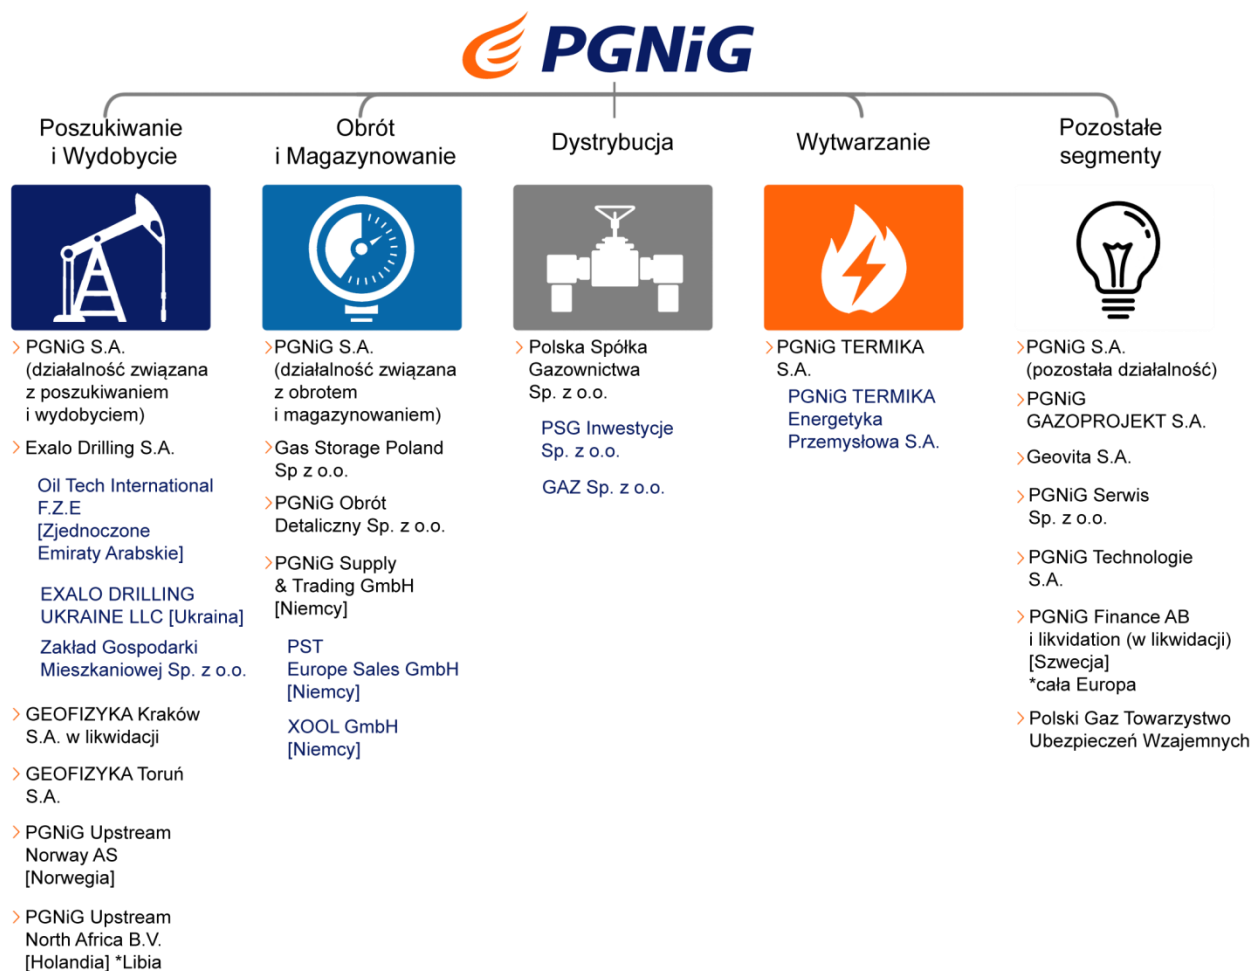 PGNiG
Poszukiwanie
i Wydobycie
PGNiG S.A.
(działalność związana
z poszukiwaniem
i wydobyciem)
Exalo Drilling S.A.
Oil Tech International
F.Z.E
[Zjednoczone
Emiraty Arabskie]
EXALO DRILLING
UKRAINE LLC [Ukraina]
Zakład Gospodarki
Mieszkaniowej Sp. z o.o.
GEOFIZYKA Kraków
S.A. w likwidacji
GEOFIZYKA Toruń
S.A.
PGNiG Upstream
Norway AS
[Norwegia]
PGNiG Upstream
North Africa B.V.
[Holandia] *Libia
Obrót
i Magazynowanie
PGNiG S.A.
(działalność związana
z obrotem
i magazynowaniem)
Gas Storage Poland
Sp z o.o.
PGNiG Obrót
Detaliczny Sp. z o.o.
PGNiG Supply
& Trading GmbH
[Niemcy]
PST
Europe Sales GmbH
[Niemcy]
XOOL GmbH
[Niemcy]
Dystrybucja
Polska Spółka
Gazownictwa
Sp. z o.o.
PSG Inwestycje
Sp. z o.o.
GAZ Sp. z o.o.
Wytwarzanie
PGNiG TERMIKA
S.A.
PGNiG TERMIKA
Energetyka
Przemysłowa S.A.
Pozostałe
segmenty
PGNiG S.A.
(pozostała działalność)
PGNiG
GAZOPROJEKT S.A.
Geovita S.A.
PGNiG Serwis
Sp. z o.o.
PGNiG Technologie
S.A.
PGNiG Finance AB
i likvidation (w likwidacji)
[Szwecja]
*cała Europa
Polski Gaz Towarzystwo
Ubezpieczeń Wzajemnych